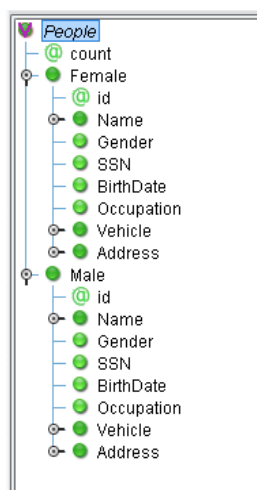 People
@ count
Female
@ id
Name
Gender
SSN
BirthDate
Occupation
Vehicle
Address
Male
@ id
Name
Gender
SSN
BirthDate
Occupation
Vehicle
Address